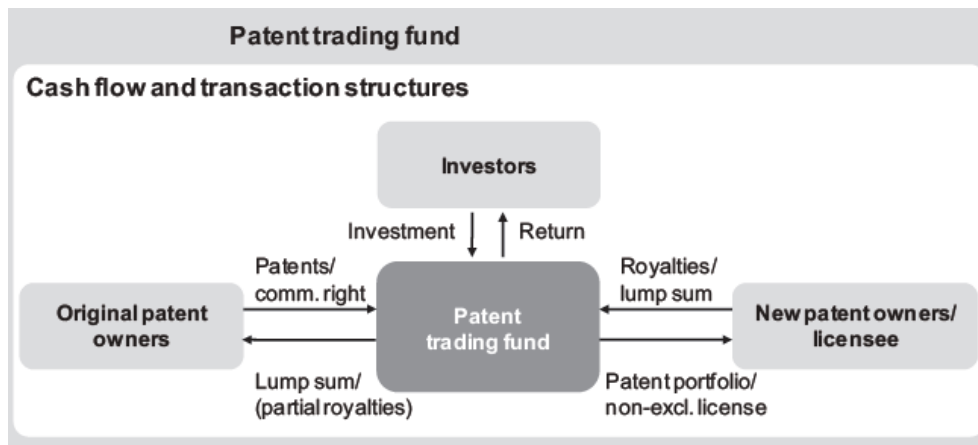 Patent trading fund
Cash flow and transaction structures
Investors
Investment
Return
Patents/
comm. right
Royalties/
lump sum
Original patent
owners
Patent
trading fund
New patent owners/
licensee
Lump sum/
(partial royalties)
Patent portfolio/
non-excl. license